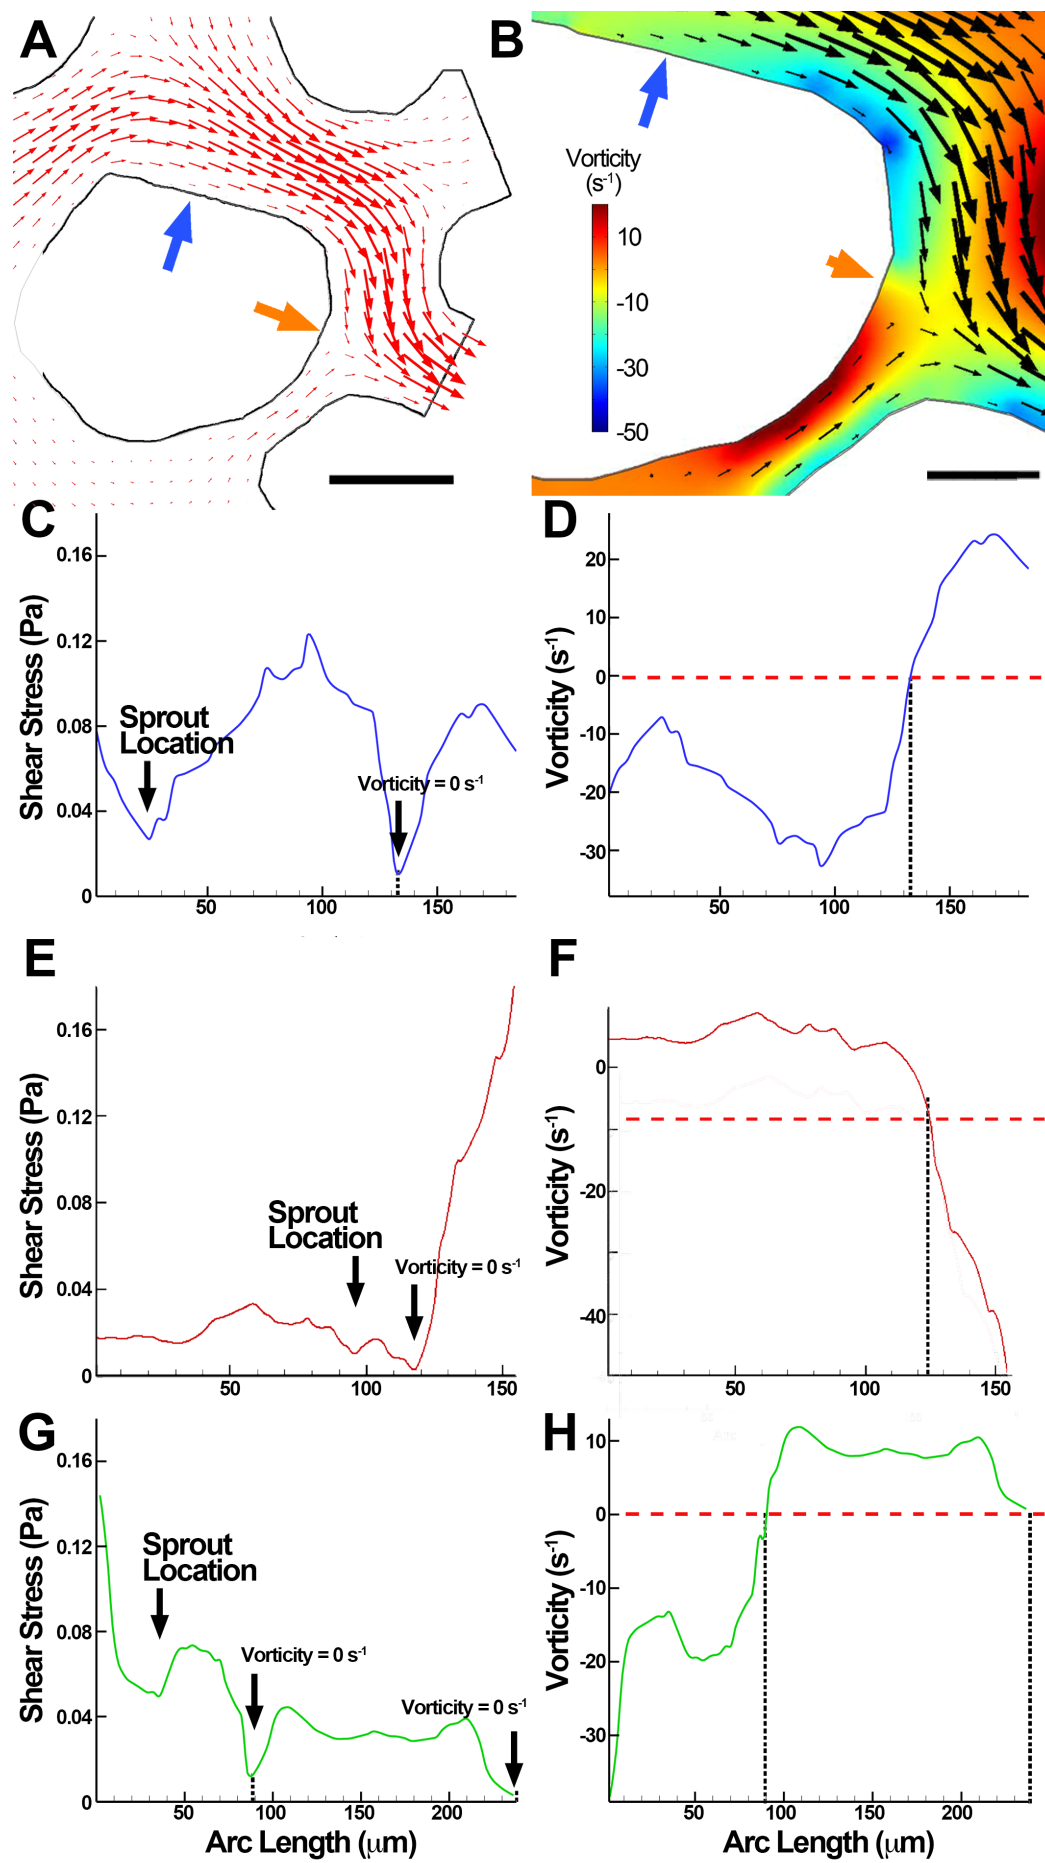 A
B
Vorticity
(s⁻¹)
10
-10
-30
-50
C
Shear Stress (Pa)
0.16
0.12
0.08
0.04
0
Sprout
Location
Vorticity = 0 s⁻¹
50
100
150
D
Vorticity (s⁻¹)
20
10
0
-10
-20
-30
50
100
150
E
Shear Stress (Pa)
0.16
0.12
0.08
0.04
0
Sprout
Location
Vorticity = 0 s⁻¹
50
100
150
F
Vorticity (s⁻¹)
0
-20
-40
50
100
150
G
Shear Stress (Pa)
0.16
0.12
0.08
0.04
0
Sprout
Location
Vorticity = 0 s⁻¹
Vorticity = 0 s⁻¹
50
100
150
200
Arc Length (μm)
H
Vorticity (s⁻¹)
10
0
-10
-20
-30
50
100
150
200
Arc Length (μm)